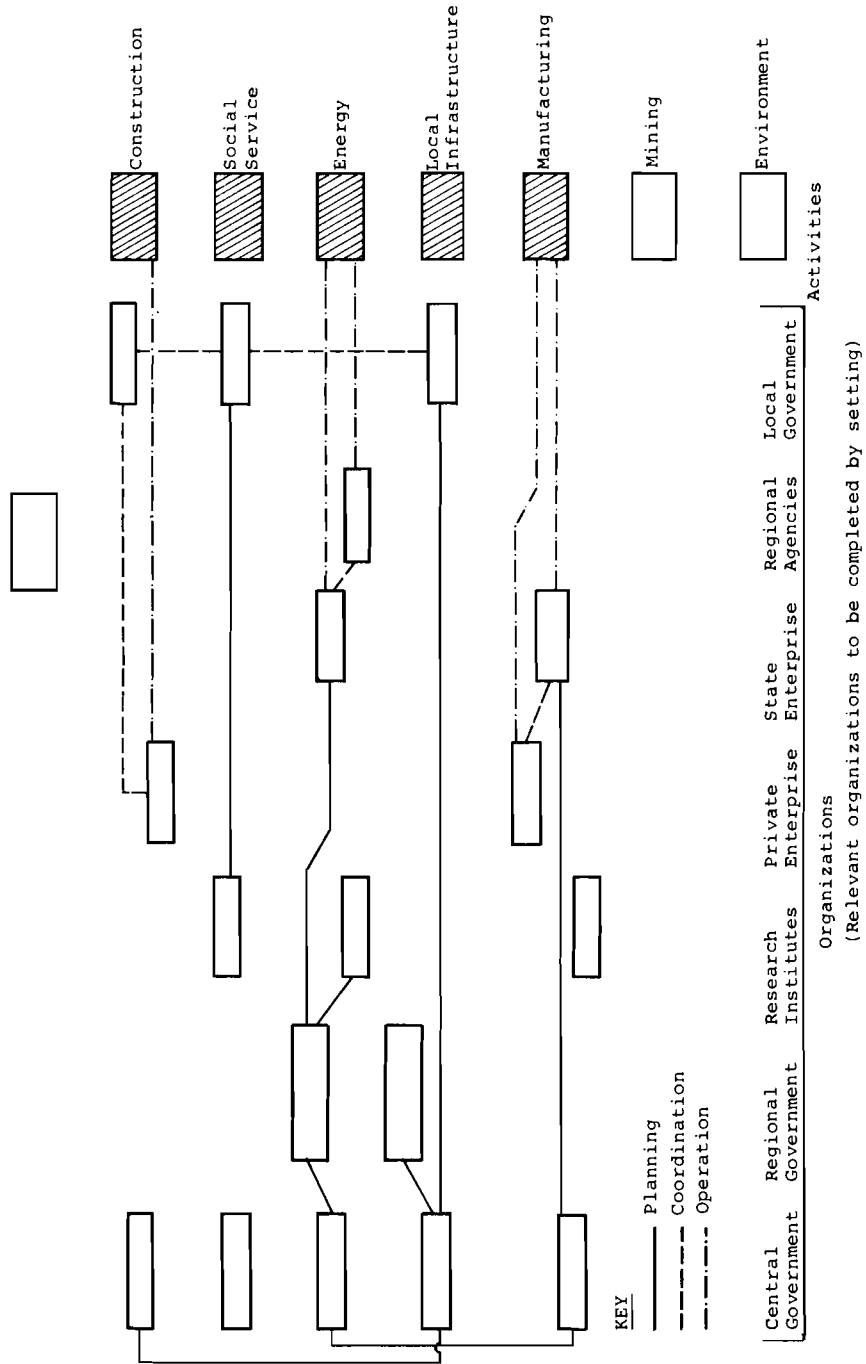 Construction
Social
Service
Energy
Local
Infrastructure
Manufacturing
Mining
Environment
Activities
KEY
Planning
Coordination
Operation
Central
Government
Regional
Government
Research
Institutes
Private
Enterprise
State
Enterprise
Regional
Agencies
Local
Government
Organizations
(Relevant organizations to be completed by setting)